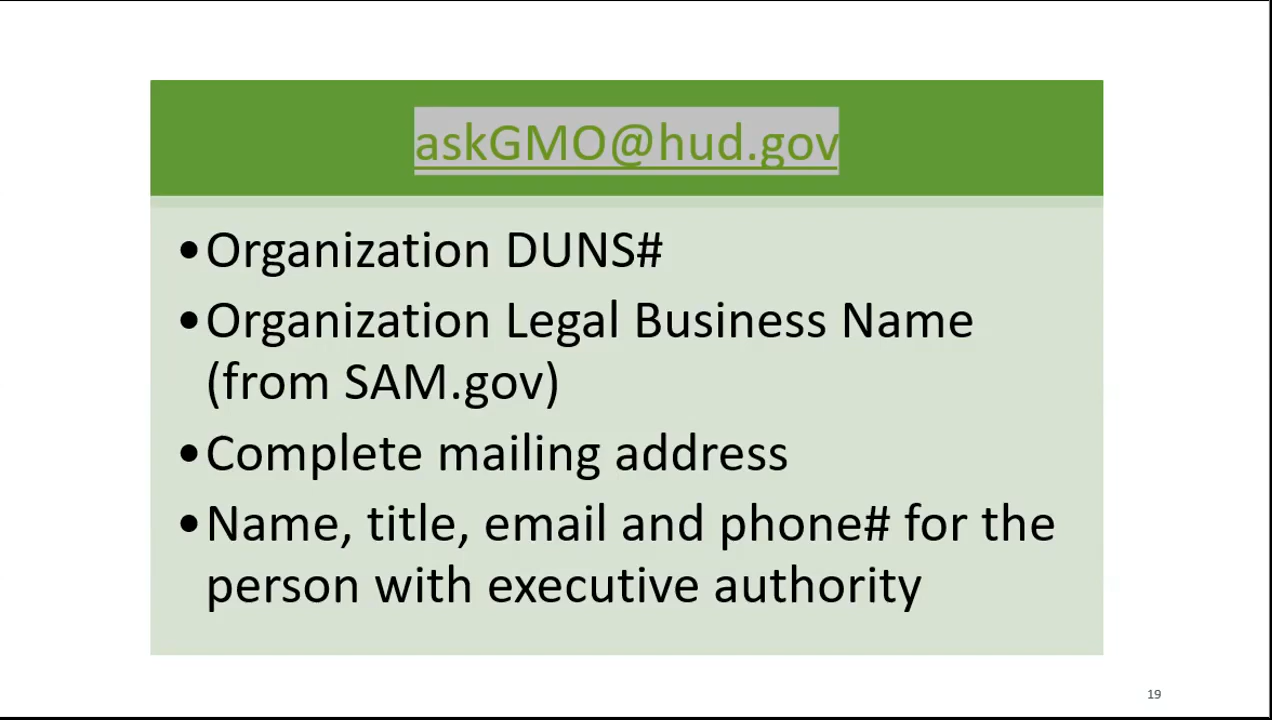 askGMO@hud.gov
•Organization DUNS#
•Organization Legal Business Name
(from SAM.gov)
•Complete mailing address
•Name, title, email and phone# for the
person with executive authority
19